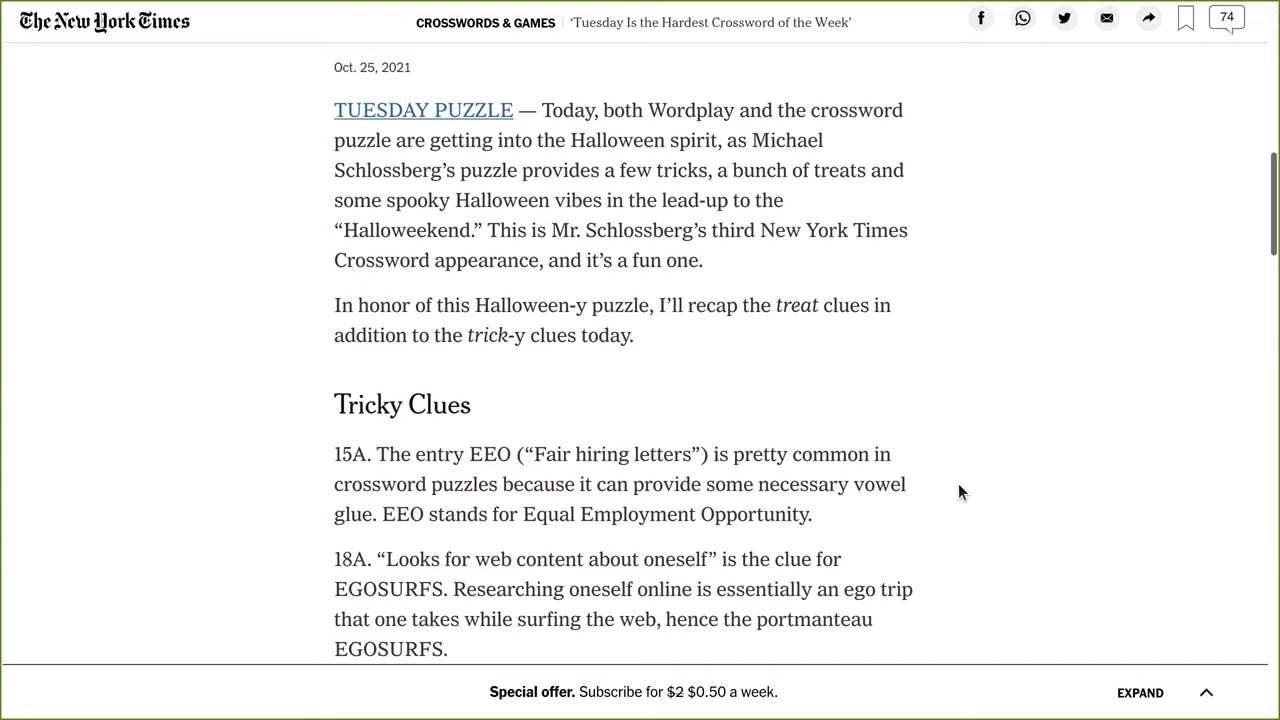 The New York Times
CROSSWORDS & GAMES | ‘Tuesday Is the Hardest Crossword of the Week’
74
Oct. 25, 2021
TUESDAY PUZZLE — Today, both Wordplay and the crossword
puzzle are getting into the Halloween spirit, as Michael
Schlossberg’s puzzle provides a few tricks, a bunch of treats and
some spooky Halloween vibes in the lead-up to the
“Halloweekend.” This is Mr. Schlossberg’s third New York Times
Crossword appearance, and it’s a fun one.
In honor of this Halloween-y puzzle, I’ll recap the treat clues in
addition to the trick-y clues today.
Tricky Clues
15A. The entry EEO (“Fair hiring letters”) is pretty common in
crossword puzzles because it can provide some necessary vowel
glue. EEO stands for Equal Employment Opportunity.
18A. “Looks for web content about oneself” is the clue for
EGOSURFS. Researching oneself online is essentially an ego trip
that one takes while surfing the web, hence the portmanteau
EGOSURFS.
Special offer. Subscribe for $2 $0.50 a week.
EXPAND